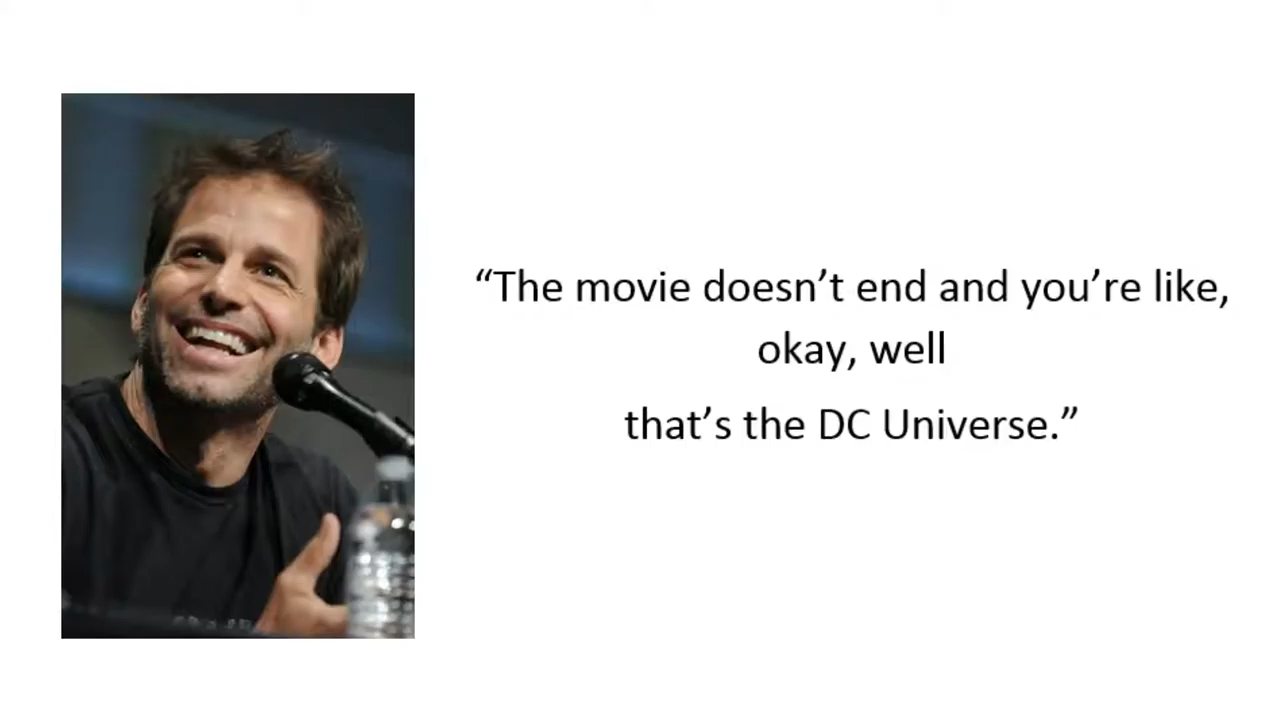 “The movie doesn’t end and you’re like,
okay, well
that’s the DC Universe.”